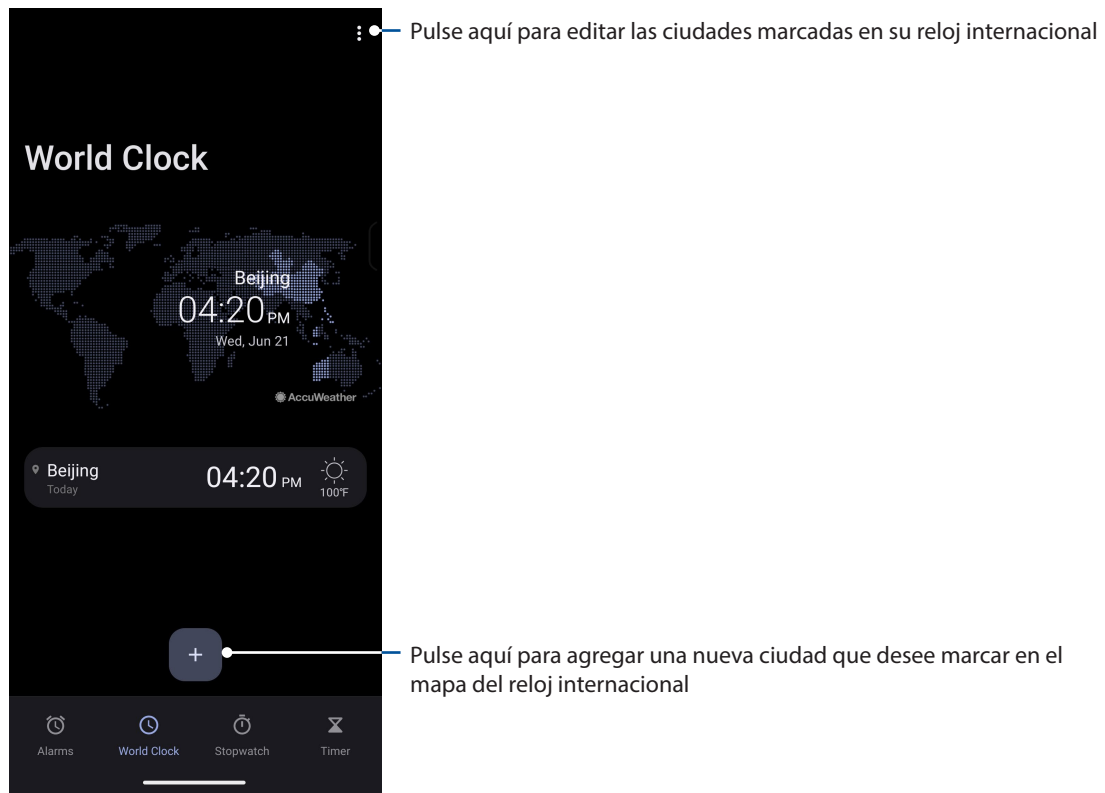 Pulse aquí para editar las ciudades marcadas en su reloj internacional
World Clock
Beijing
04:20 PM
Wed, Jun 21
AccuWeather
Beijing
Today
04:20 PM
100°F
+
Pulse aquí para agregar una nueva ciudad que desee marcar en el
mapa del reloj internacional
Alarms
World Clock
Stopwatch
Timer